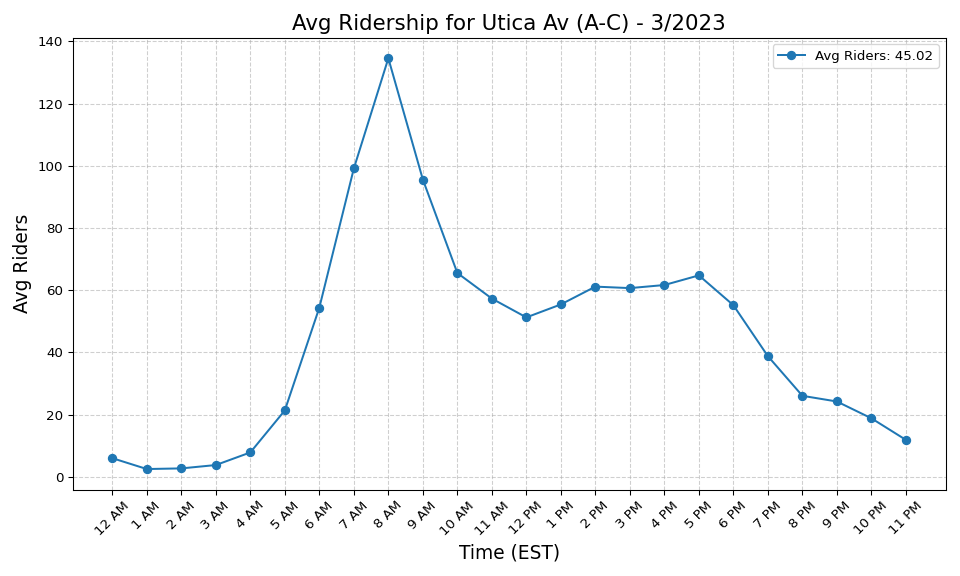 Avg Ridership for Utica Av (A-C) - 3/2023
Avg Riders: 45.02
Avg Riders
140
120
100
80
60
40
20
0
12 AM
1 AM
2 AM
3 AM
4 AM
5 AM
6 AM
7 AM
8 AM
9 AM
10 AM
11 AM
12 PM
1 PM
2 PM
3 PM
4 PM
5 PM
6 PM
7 PM
8 PM
9 PM
10 PM
11 PM
Time (EST)